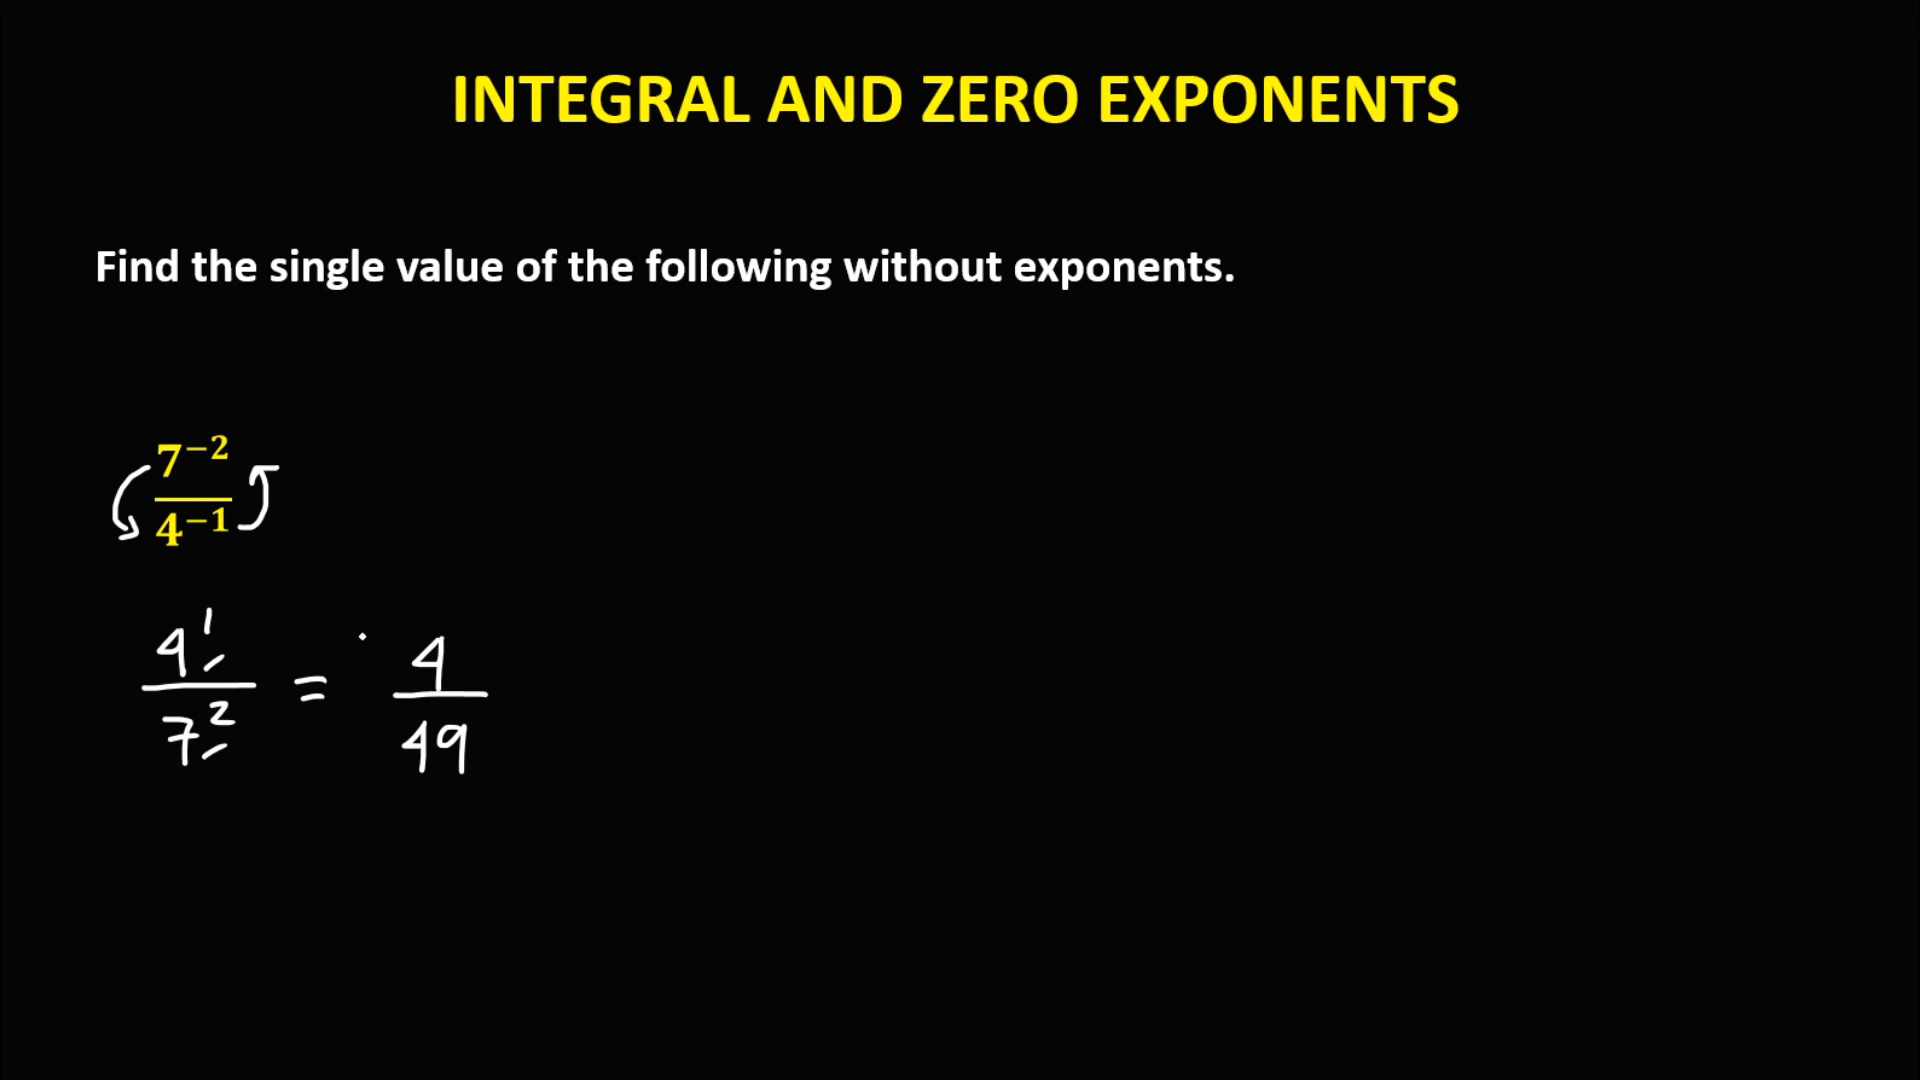 INTEGRAL AND ZERO EXPONENTS
Find the single value of the following without exponents.
7⁻²
4⁻¹
4¹ = 4
7² 49